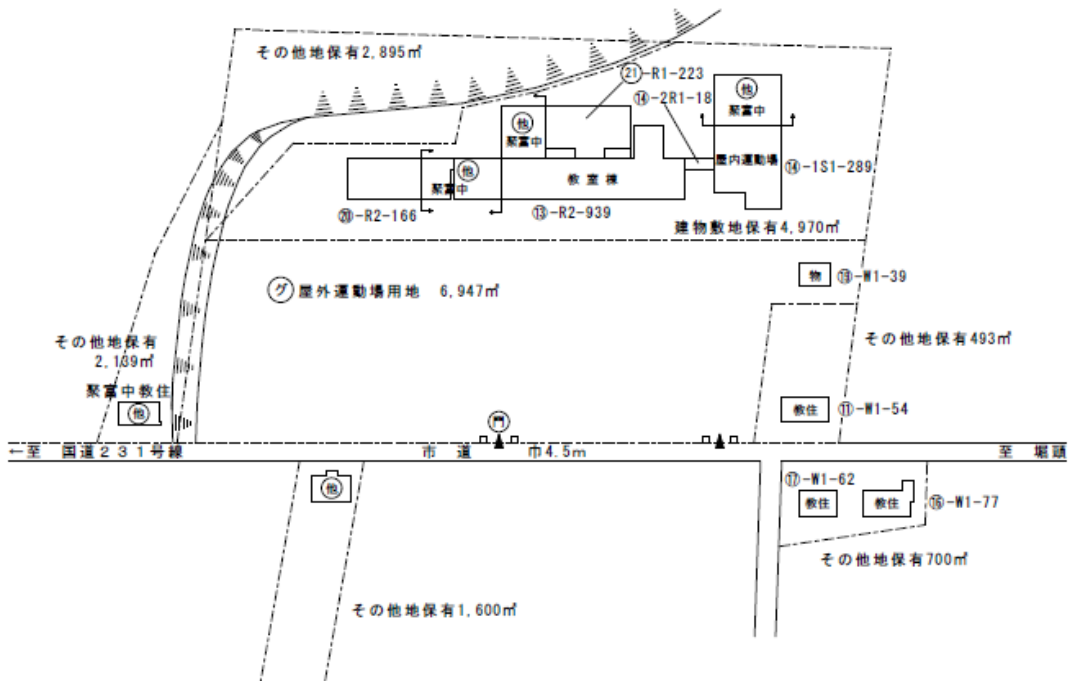 その他地保有2,895㎡
㉑-R1-223
⑭-2R1-18
他
聚富中
他
聚富中
屋内運動場
⑭-1S1-289
他
聚富中
教室棟
⑳-R2-166
⑬-R2-939
建物敷地保有4,970㎡
物
⑲-W1-39
グ 屋外運動場用地 6,947㎡
その他地保有
2,139㎡
その他地保有493㎡
聚富中教住
他
教住
⑪-W1-54
門
←至 国道231号線
市道 巾4.5m
至 堀頭
他
⑰-W1-62
教住
教住
⑯-W1-77
その他地保有700㎡
その他地保有1,600㎡